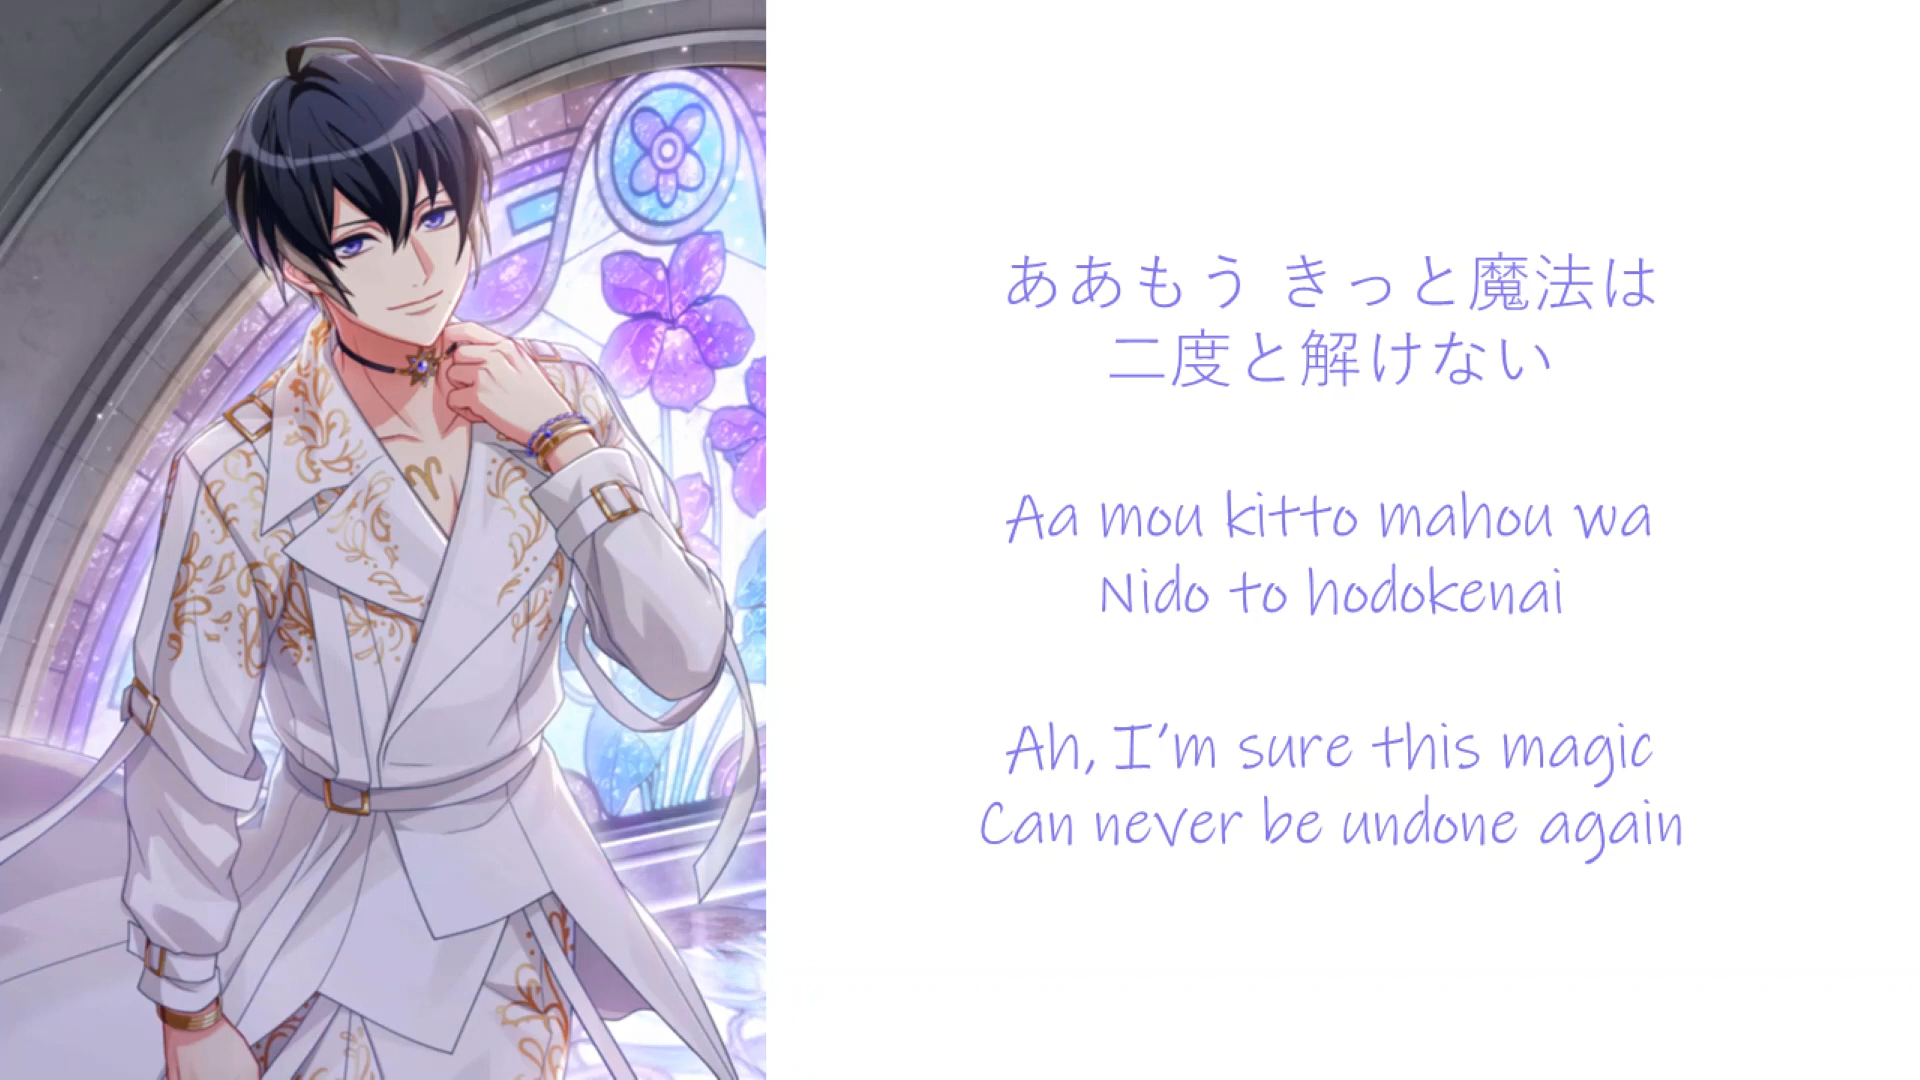 ああもう きっと魔法は
二度と解けない
Aa mou kitto mahou wa
Nido to hodokenai
Ah, I'm sure this magic
Can never be undone again